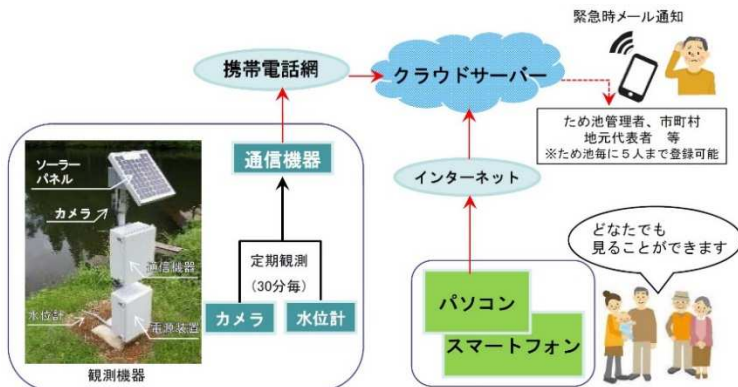 緊急時メール通知
携帯電話網
クラウドサーバー
ため池管理者、市町村
地元代表者　等
※ため池毎に５人まで登録可能
通信機器
ソーラー
パネル
カメラ
インターネット
定期観測
(30分毎)
どなたでも
見ることができます
通信機器
水位計
電源装置
カメラ
水位計
パソコン
スマートフォン
観測機器